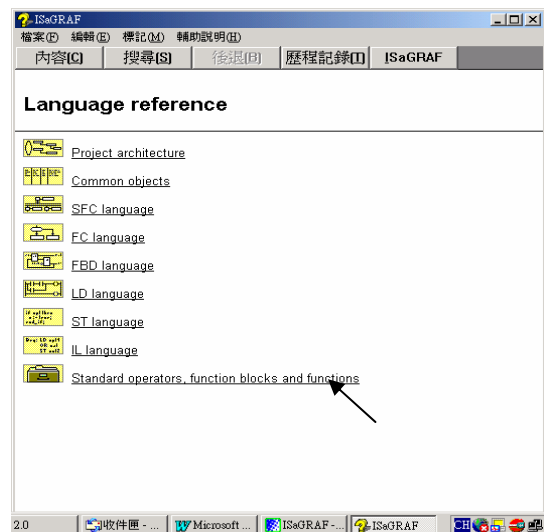 ISaGRAF
檔案(F) 編輯(E) 標記(M) 輔助說明(H)
內容(C) 搜尋(S) 後退(B) 歷程記錄(T) ISaGRAF
Language reference
Project architecture
Common objects
SFC language
FC language
FBD language
LD language
ST language
IL language
Standard operators, function blocks and functions
2.0 收件匣 - ... Microsoft ... ISaGRAF -... ISaGRAF CH